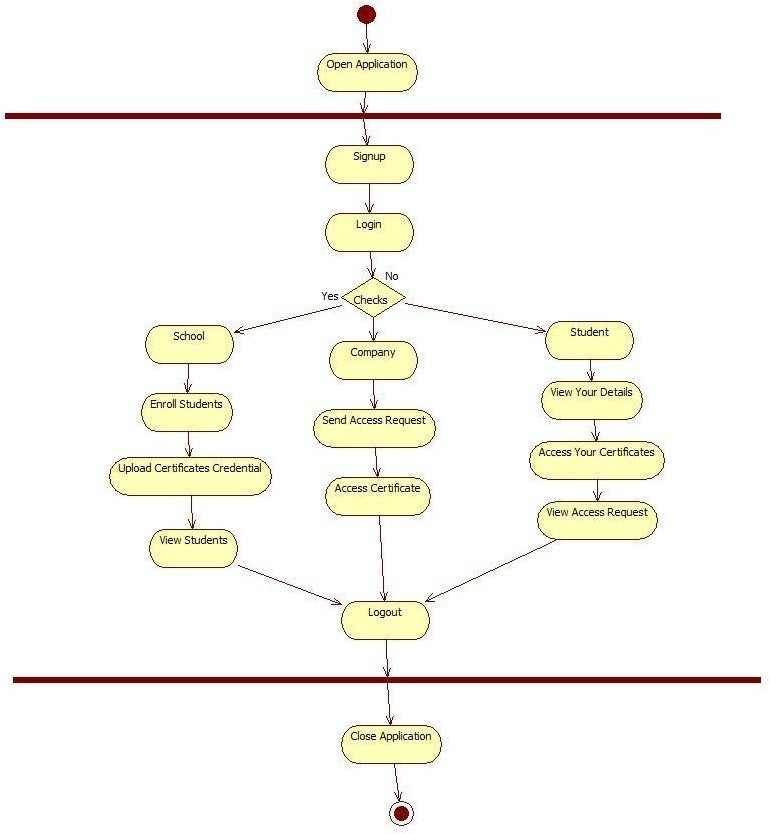 Open Application
Signup
Login
No
Yes
Checks
School
Company
Student
Enroll Students
Send Access Request
View Your Details
Upload Certificates Credential
Access Certificate
Access Your Certificates
View Students
View Access Request
Logout
Close Application